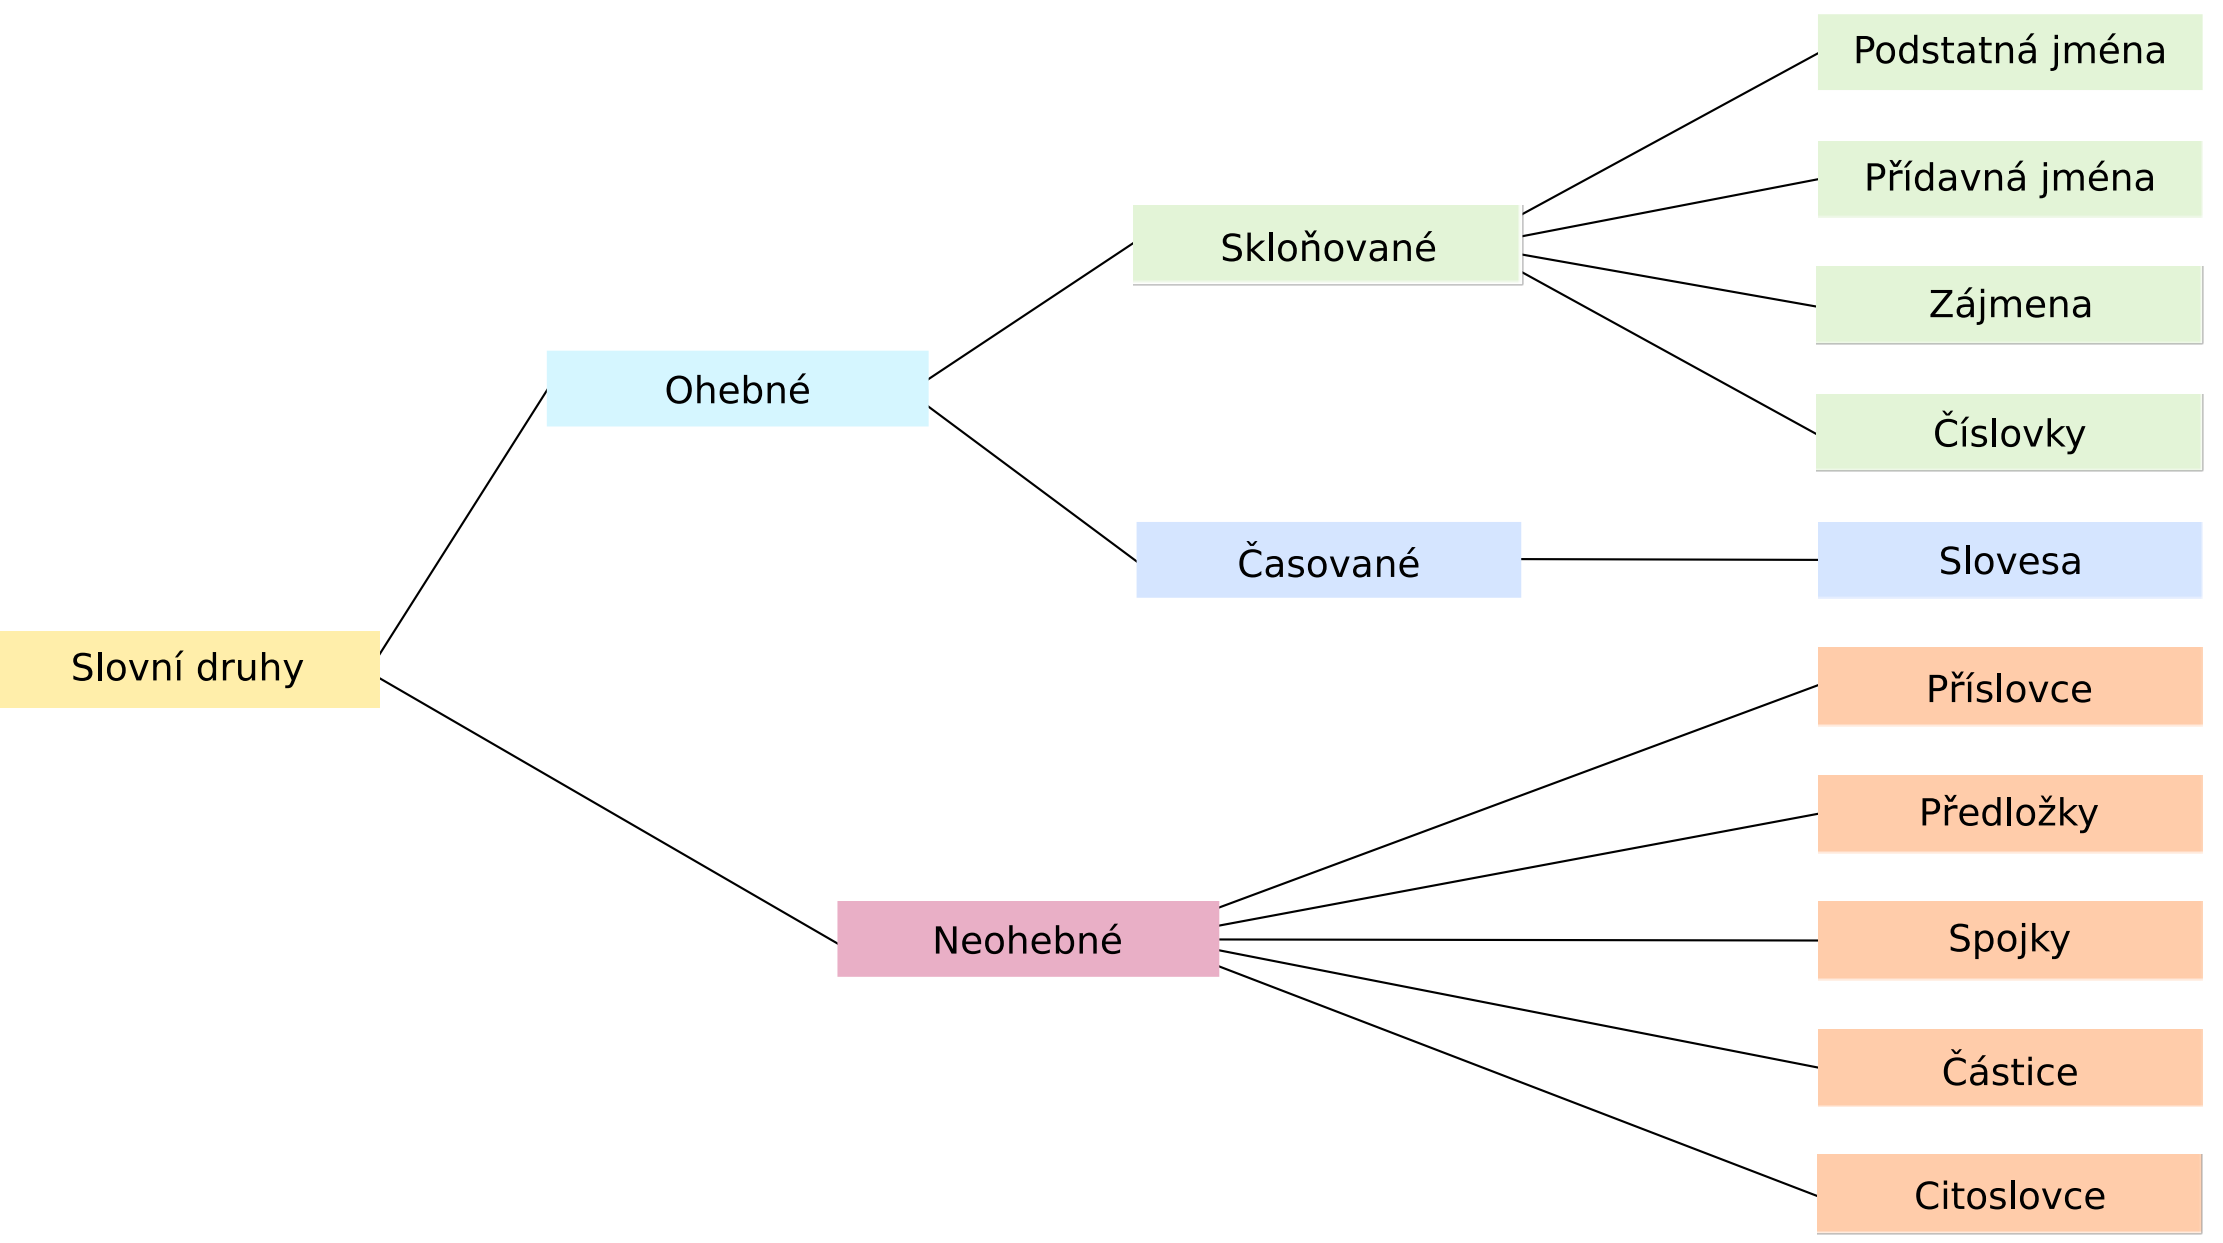 Slovní druhy
Ohebné
Neohebné
Skloňované
Časované
Podstatná jména
Přídavná jména
Zájmena
Číslovky
Slovesa
Příslovce
Předložky
Spojky
Částice
Citoslovce